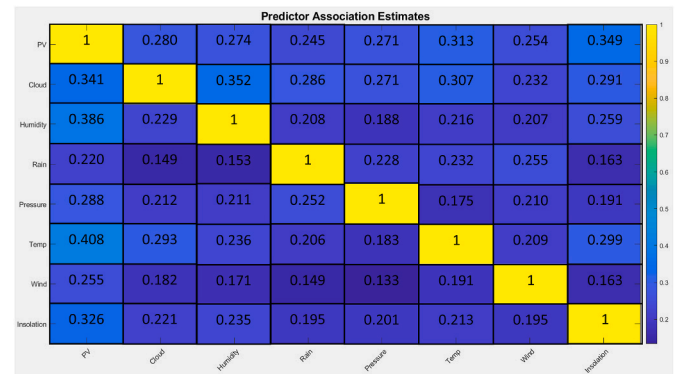 Predictor Association Estimates
PV 1 0.280 0.274 0.245 0.271 0.313 0.254 0.349
Cloud 0.341 1 0.352 0.286 0.271 0.307 0.232 0.291
Humidity 0.386 0.229 1 0.208 0.188 0.216 0.207 0.259
Rain 0.220 0.149 0.153 1 0.228 0.232 0.255 0.163
Pressure 0.288 0.212 0.211 0.252 1 0.175 0.210 0.191
Temp 0.408 0.293 0.236 0.206 0.183 1 0.209 0.299
Wind 0.255 0.182 0.171 0.149 0.133 0.191 1 0.163
Insolation 0.326 0.221 0.235 0.195 0.201 0.213 0.195 1
PV Cloud Humidity Rain Pressure Temp Wind Insolation
1
0.9
0.8
0.7
0.6
0.5
0.4
0.3
0.2